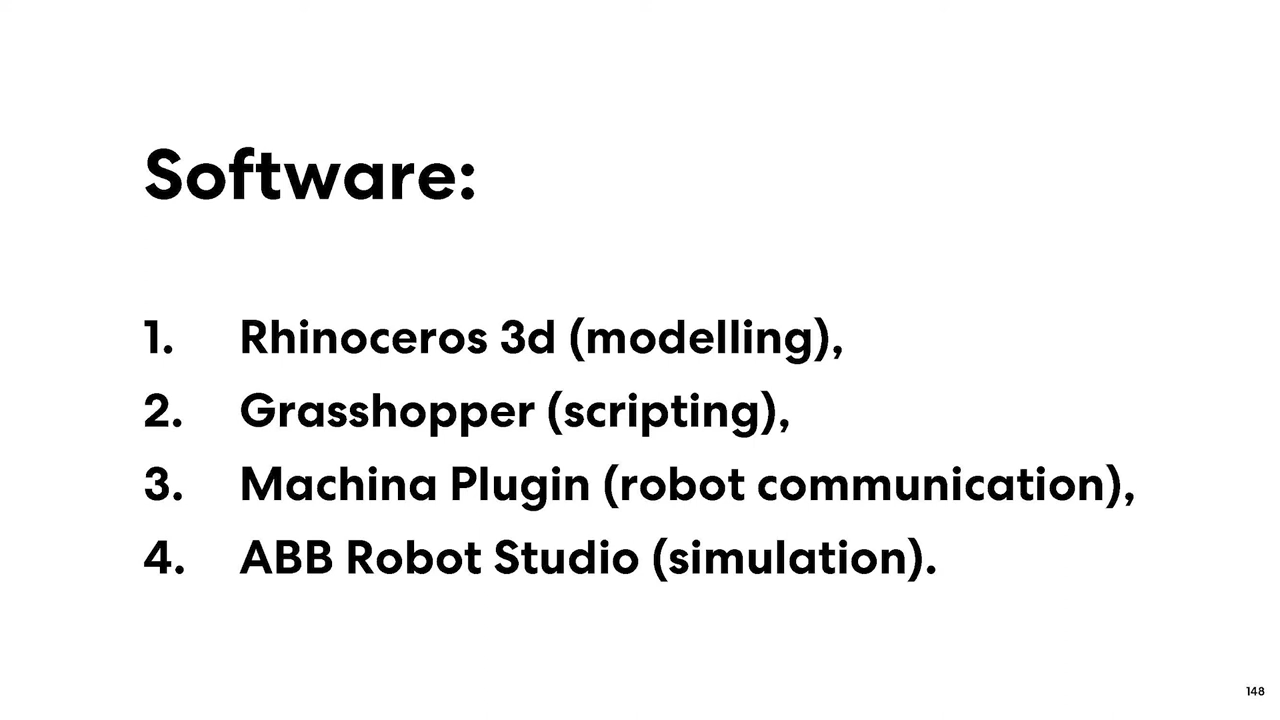 Software:
1. Rhinoceros 3d (modelling),
2. Grasshopper (scripting),
3. Machina Plugin (robot communication),
4. ABB Robot Studio (simulation).
148